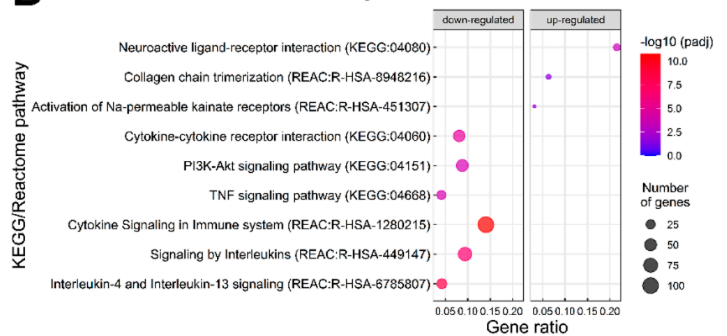 down-regulated up-regulated
Neuroactive ligand-receptor interaction (KEGG:04080)
Collagen chain trimerization (REAC:R-HSA-8948216)
Activation of Na-permeable kainate receptors (REAC:R-HSA-451307)
Cytokine-cytokine receptor interaction (KEGG:04060)
PI3K-Akt signaling pathway (KEGG:04151)
TNF signaling pathway (KEGG:04668)
Cytokine Signaling in Immune system (REAC:R-HSA-1280215)
Signaling by Interleukins (REAC:R-HSA-449147)
Interleukin-4 and Interleukin-13 signaling (REAC:R-HSA-6785807)
KEGG/Reactome pathway
0.05 0.10 0.15 0.20 0.05 0.10 0.15 0.20
Gene ratio
-log10 (padj)
10.0
7.5
5.0
2.5
0.0
Number
of genes
25
50
75
100